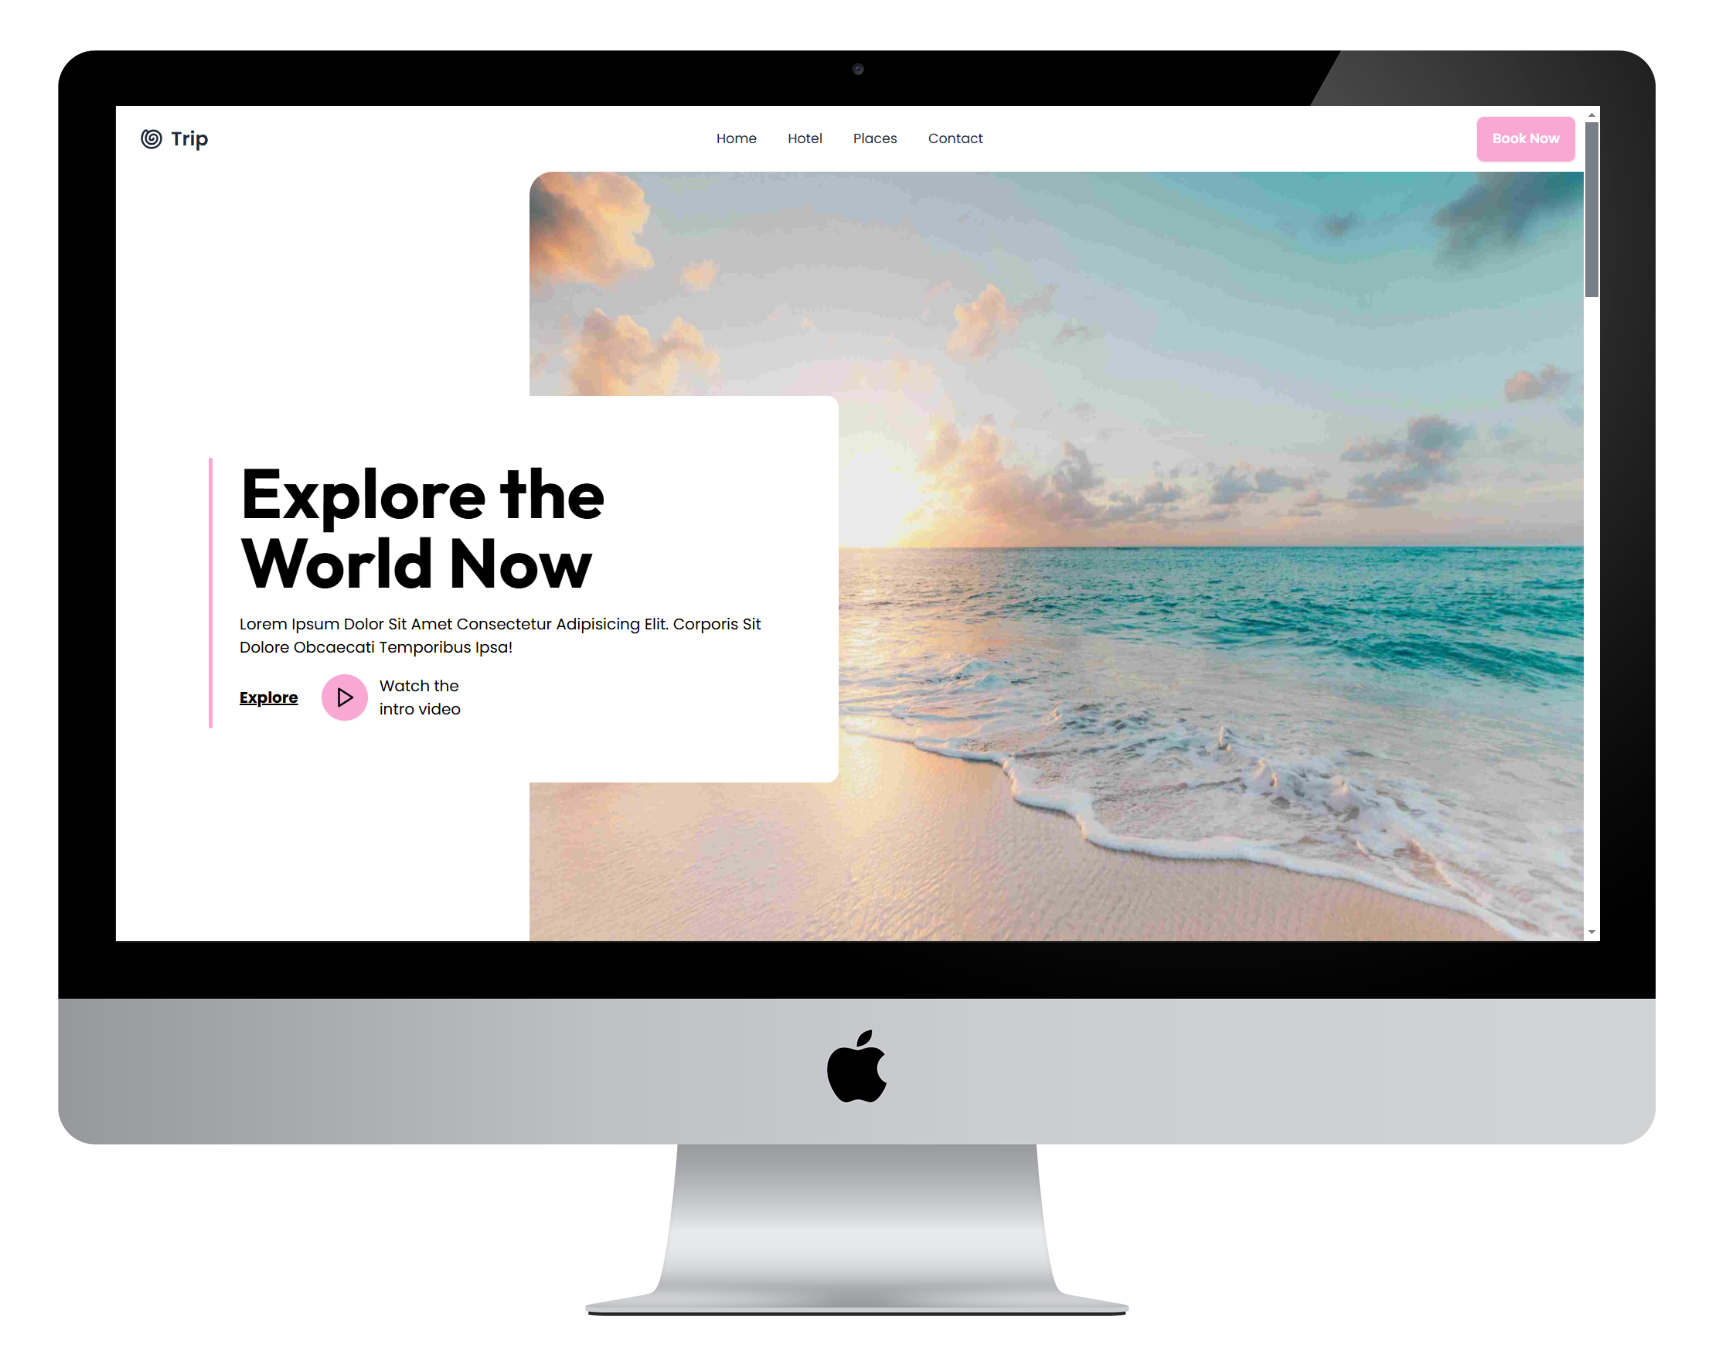 Trip
Home Hotel Places Contact
Book Now
Explore the
World Now
Lorem Ipsum Dolor Sit Amet Consectetur Adipisicing Elit. Corporis Sit
Dolore Obcaecati Temporibus Ipsa!
Explore
Watch the
intro video